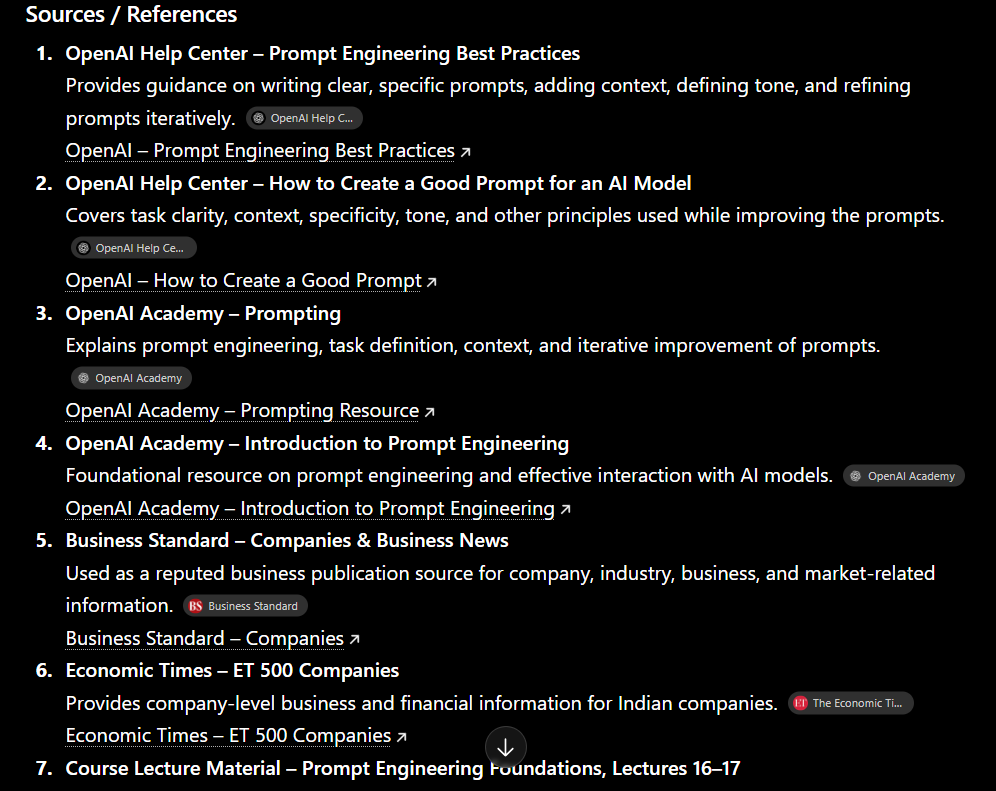 Sources / References
1. OpenAI Help Center – Prompt Engineering Best Practices
Provides guidance on writing clear, specific prompts, adding context, defining tone, and refining
prompts iteratively. OpenAI Help C...
OpenAI – Prompt Engineering Best Practices ↗
2. OpenAI Help Center – How to Create a Good Prompt for an AI Model
Covers task clarity, context, specificity, tone, and other principles used while improving the prompts.
OpenAI Help Ce...
OpenAI – How to Create a Good Prompt ↗
3. OpenAI Academy – Prompting
Explains prompt engineering, task definition, context, and iterative improvement of prompts.
OpenAI Academy
OpenAI Academy – Prompting Resource ↗
4. OpenAI Academy – Introduction to Prompt Engineering
Foundational resource on prompt engineering and effective interaction with AI models. OpenAI Academy
OpenAI Academy – Introduction to Prompt Engineering ↗
5. Business Standard – Companies & Business News
Used as a reputed business publication source for company, industry, business, and market-related
information. BS Business Standard
Business Standard – Companies ↗
6. Economic Times – ET 500 Companies
Provides company-level business and financial information for Indian companies. ET The Economic Ti...
Economic Times – ET 500 Companies ↗
7. Course Lecture Material – Prompt Engineering Foundations, Lectures 16–17